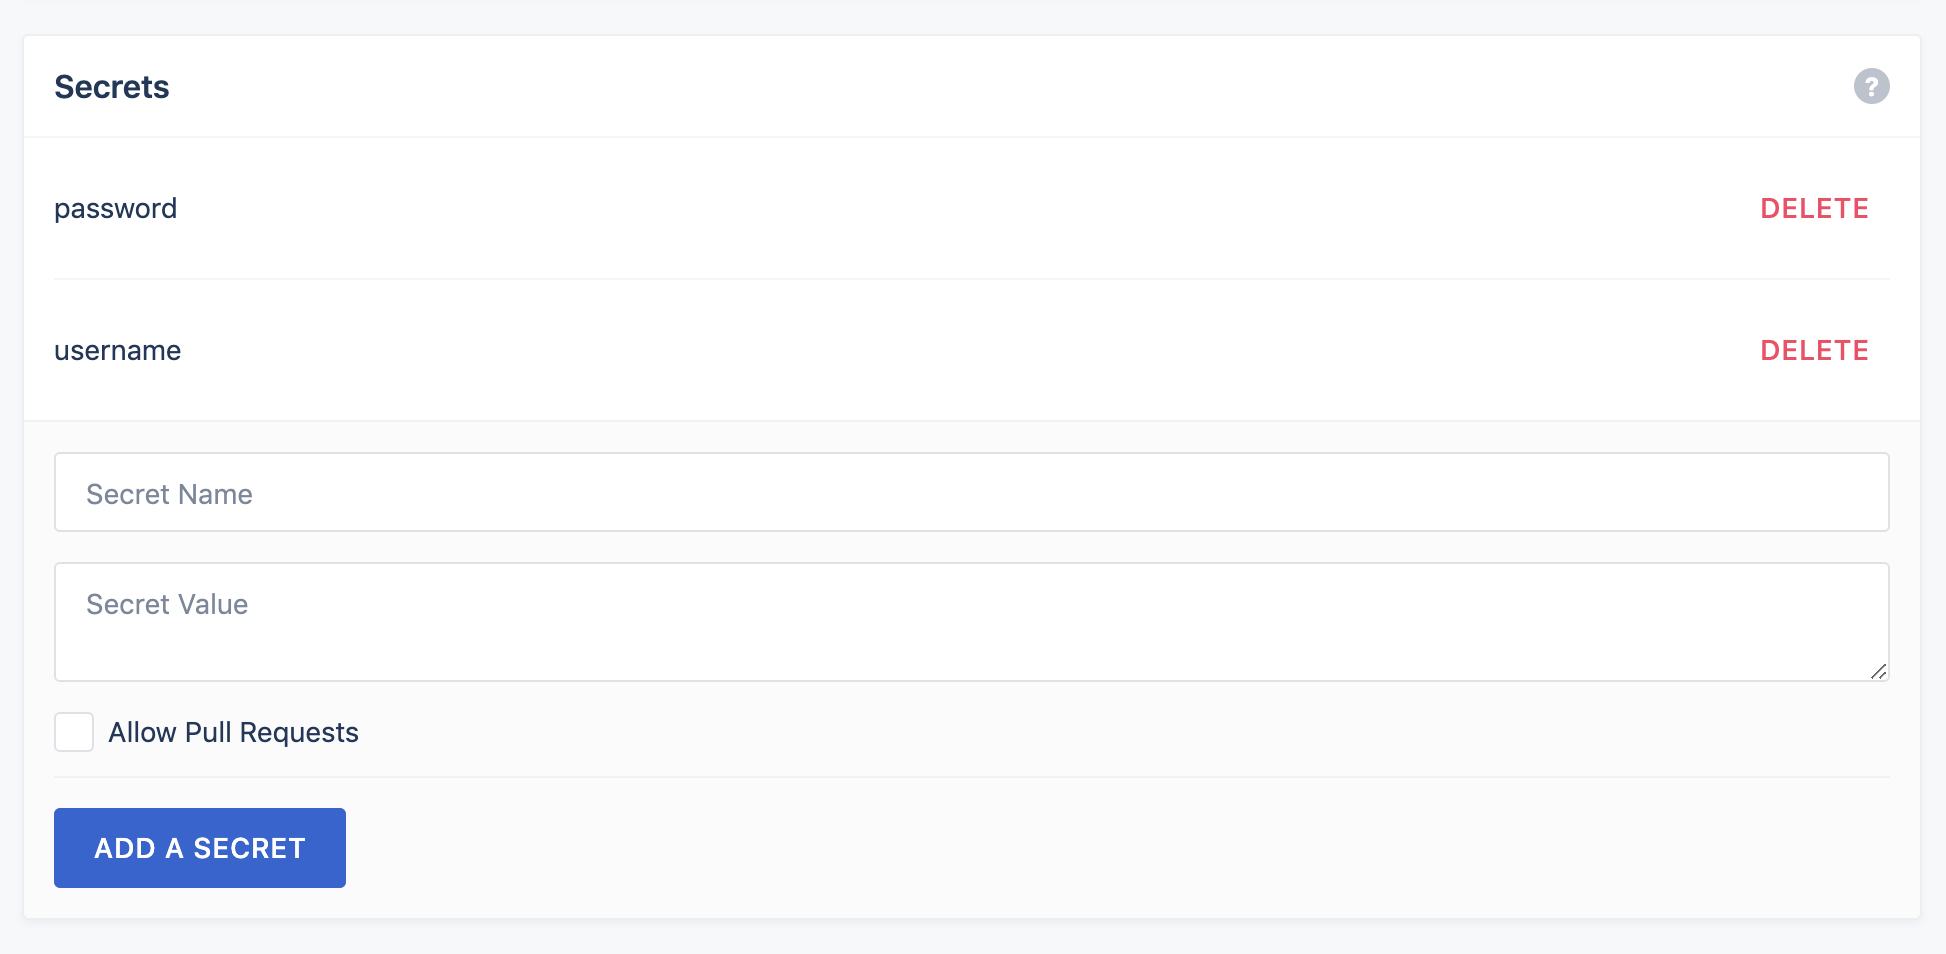 Secrets
?
password
DELETE
username
DELETE
Secret Name
Secret Value
Allow Pull Requests
ADD A SECRET